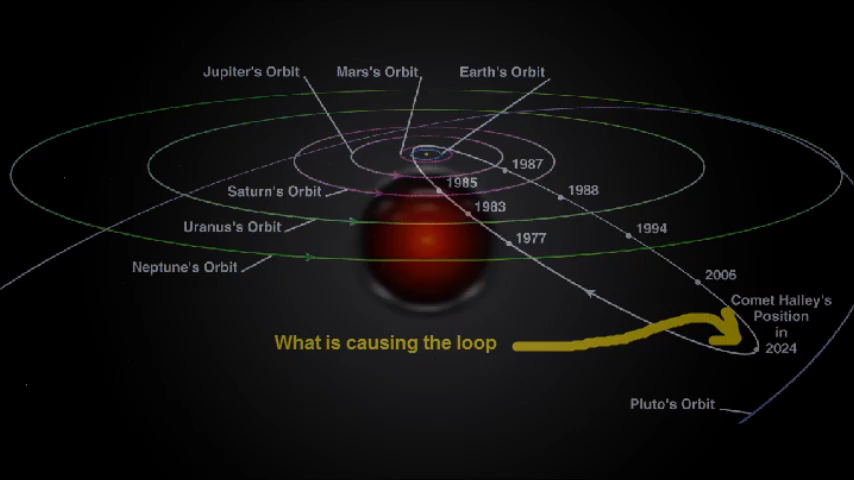 Jupiter's Orbit
Mars's Orbit
Earth's Orbit
1987
1985
Saturn's Orbit
1988
1983
Uranus's Orbit
1994
1977
Neptune's Orbit
2005
Comet Halley's
Position
in
2024
What is causing the loop
Pluto's Orbit